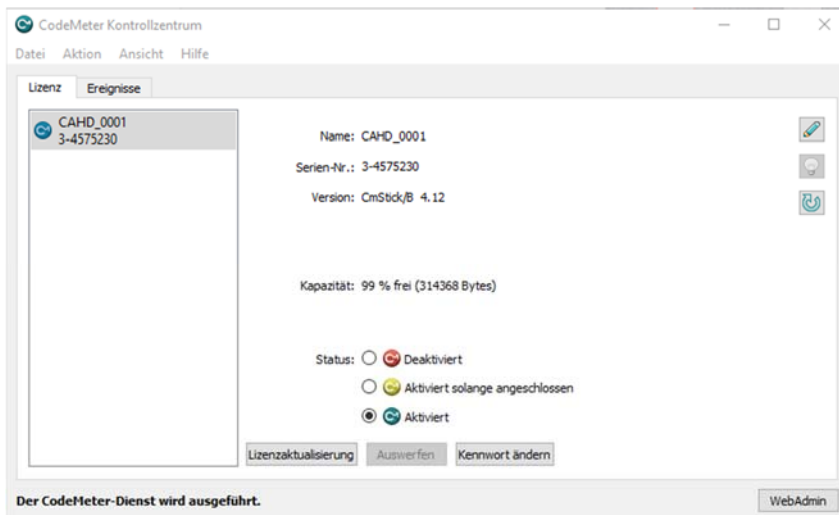 CodeMeter Kontrollzentrum
Datei Aktion Ansicht Hilfe
Lizenz Ereignisse
CAHD_0001
3-4575230
Name: CAHD_0001
Serien-Nr.: 3-4575230
Version: CmStick/B 4.12
Kapazität: 99 % frei (314368 Bytes)
Status: Deaktiviert
Aktiviert solange angeschlossen
Aktiviert
Lizenzaktualisierung Auswerfen Kennwort ändern
Der CodeMeter-Dienst wird ausgeführt. WebAdmin